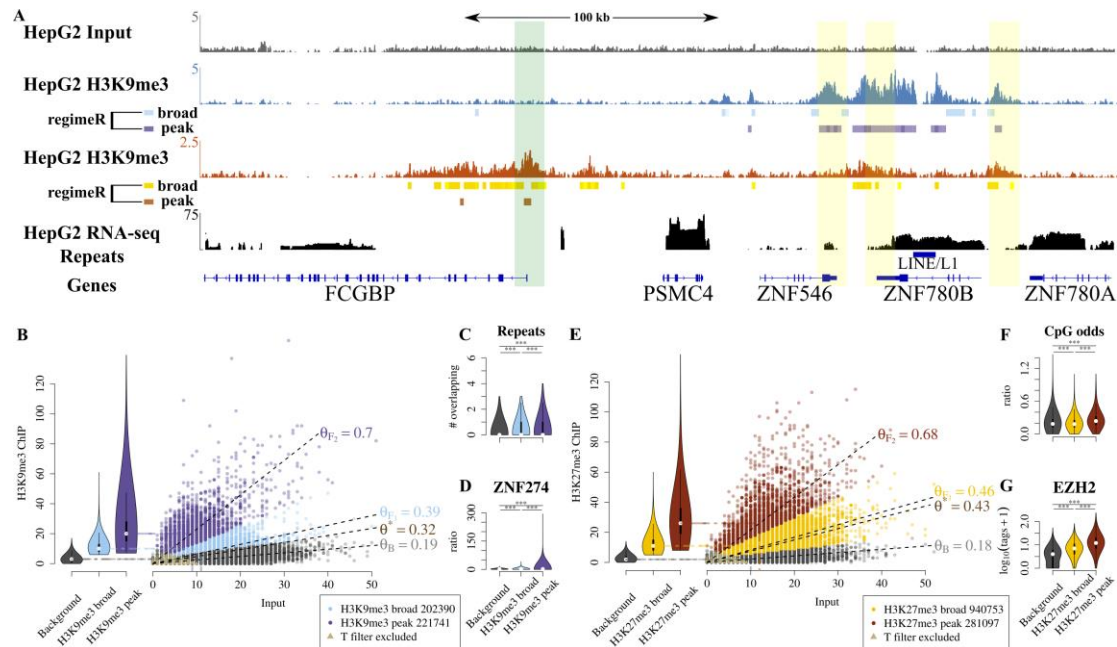 A
100 kb
HepG2 Input
5
HepG2 H3K9me3
5
regimeR
broad
peak
HepG2 H3K9me3
2.5
regimeR
broad
peak
HepG2 RNA-seq
75
Repeats
LINE/L1
Genes
FCGBP
PSMC4
ZNF546
ZNF780B
ZNF780A
B
H3K9me3 ChIP
0
20
40
60
80
100
120
θF₂ = 0.7
θF₁ = 0.39
θ* = 0.32
θB = 0.19
0
10
20
30
40
50
Input
Background
H3K9me3 broad
H3K9me3 peak
H3K9me3 broad 202390
H3K9me3 peak 221741
T filter excluded
C
Repeats
***
*** ***
# overlapping
0
2
4
6
D
ZNF274
***
*** ***
ratio
0
150
300
Background
H3K9me3 broad
H3K9me3 peak
E
H3K27me3 ChIP
0
20
40
60
80
100
120
θF₂ = 0.68
θF₁ = 0.46
θ* = 0.43
θB = 0.18
0
10
20
30
40
50
Input
Background
H3K27me3 broad
H3K27me3 peak
H3K27me3 broad 940753
H3K27me3 peak 281097
T filter excluded
F
CpG odds
***
*** ***
ratio
0.0
0.6
1.2
G
EZH2
***
*** ***
log₁₀(tags + 1)
0.0
1.0
2.0
Background
H3K27me3 broad
H3K27me3 peak